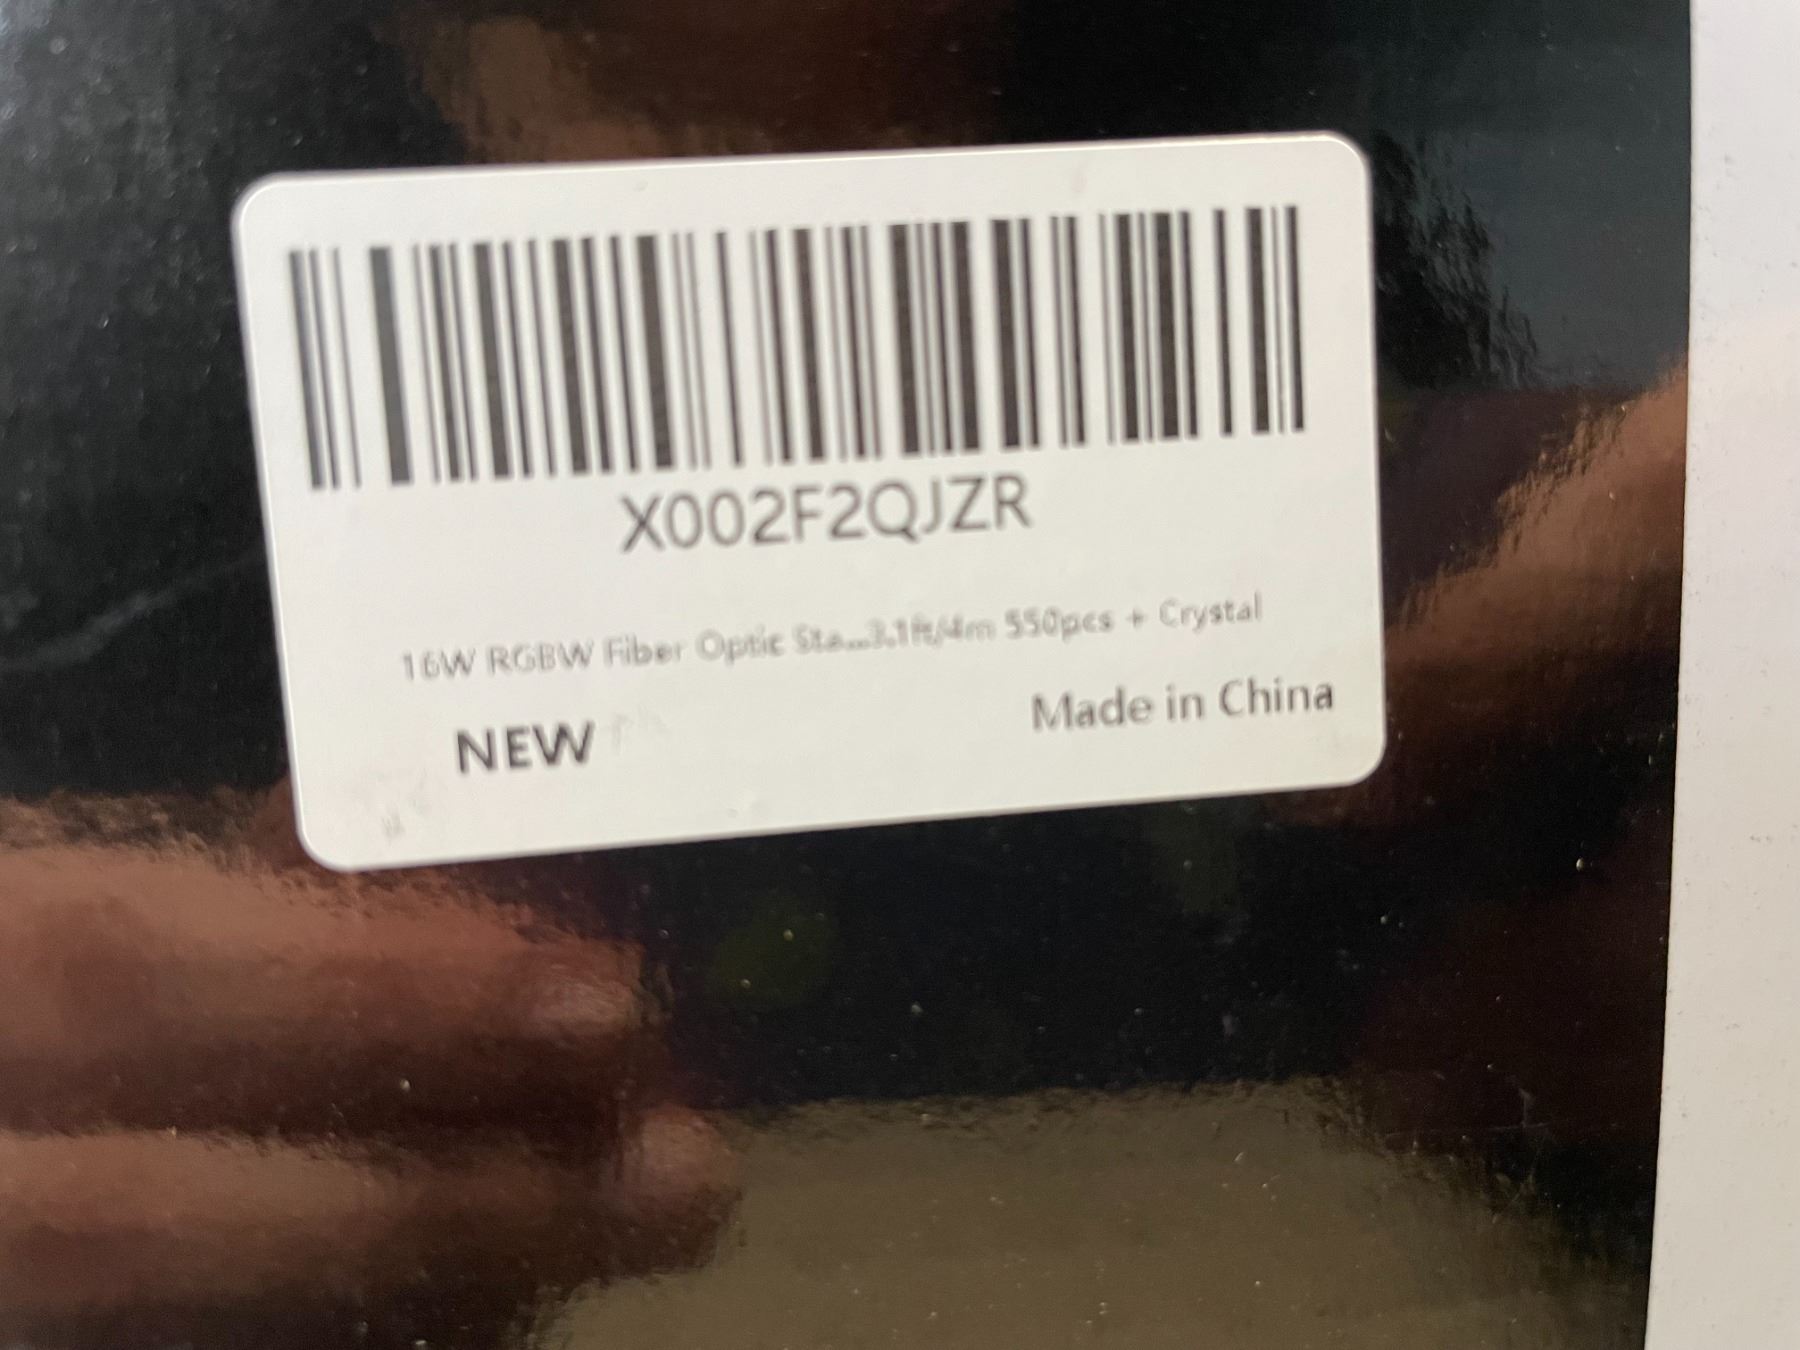 X002F2QJZR
16W RGBW Fiber Optic Sta...3.1ft/4m 550pcs + Crystal
NEW
Made in China